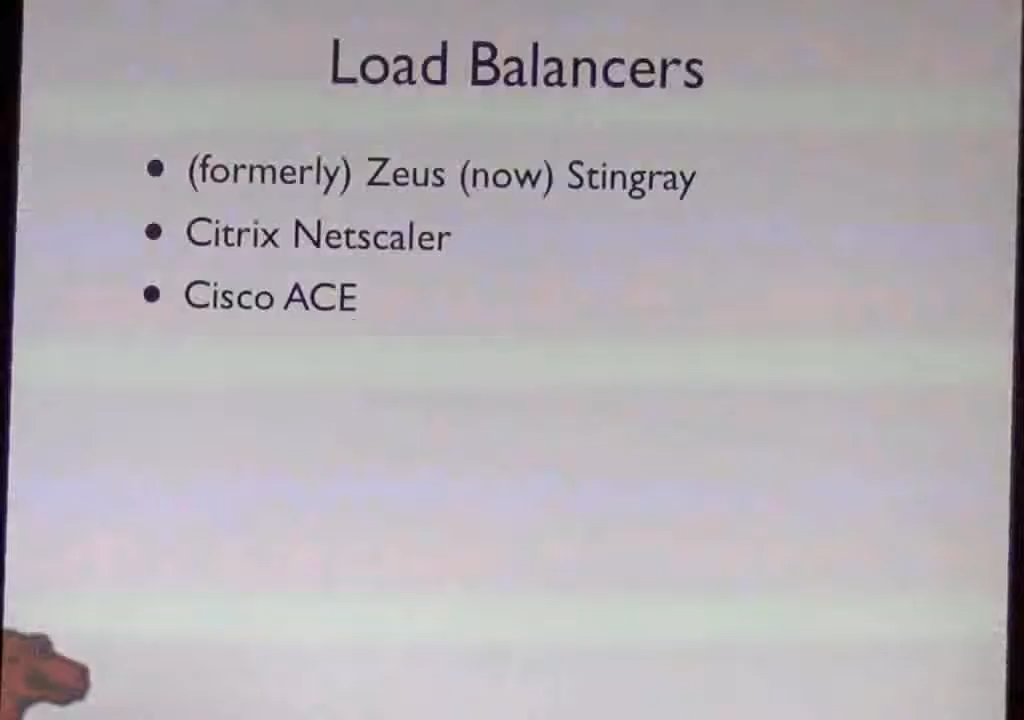 Load Balancers
• (formerly) Zeus (now) Stingray
• Citrix Netscaler
• Cisco ACE